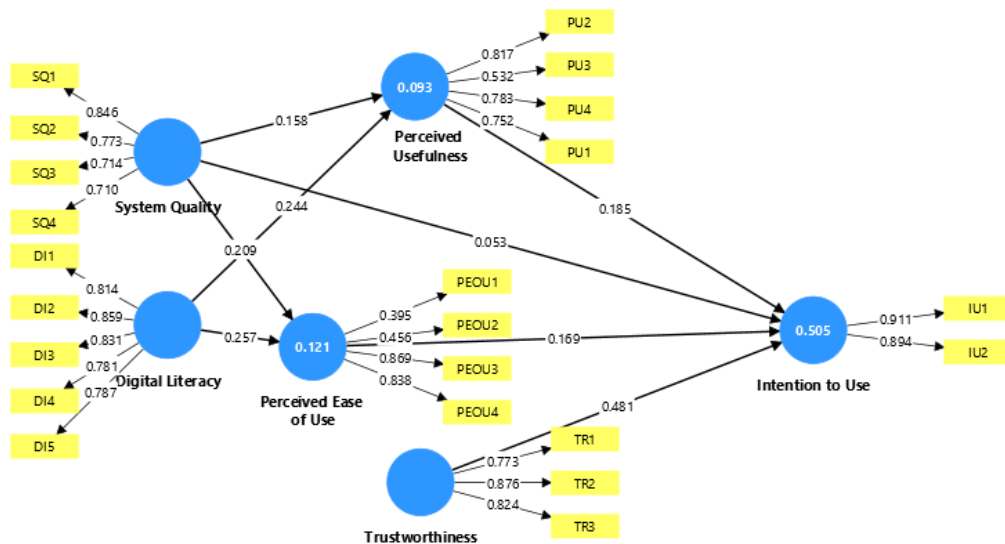 PU2
0.817
PU3
0.532
PU4
0.783
0.752
PU1
0.093
Perceived
Usefulness
SQ1
0.846
SQ2
0.773
SQ3
0.714
0.710
SQ4
System Quality
0.158
0.244
0.209
0.053
0.185
DI1
0.814
DI2
0.859
DI3
0.831
0.781
DI4
0.787
DI5
Digital Literacy
0.257
0.121
Perceived Ease
of Use
PEOU1
0.395
PEOU2
0.456
PEOU3
0.869
0.838
PEOU4
0.169
0.505
Intention to Use
0.911
IU1
0.894
IU2
0.481
TR1
0.773
TR2
0.876
0.824
TR3
Trustworthiness